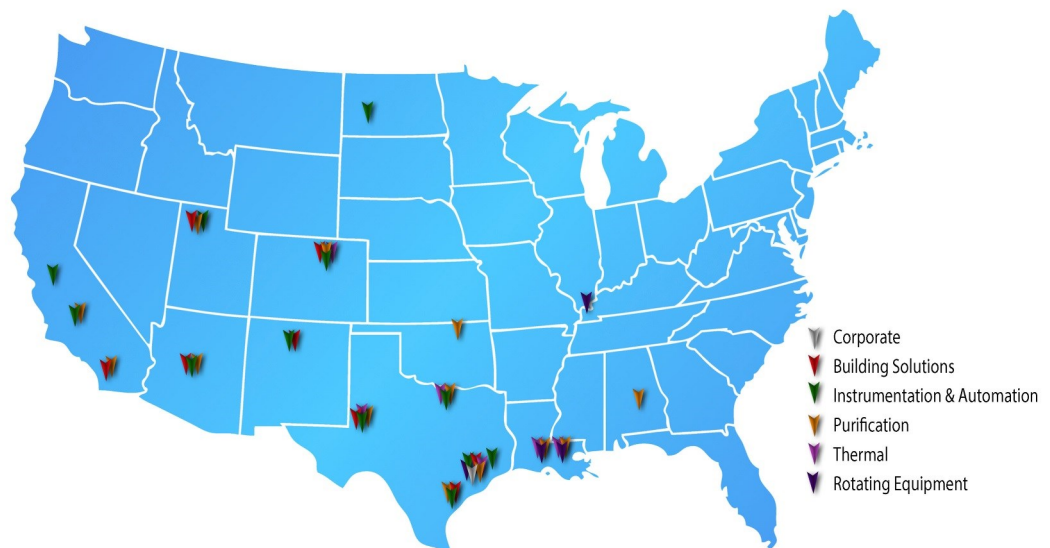 Corporate
Building Solutions
Instrumentation & Automation
Purification
Thermal
Rotating Equipment